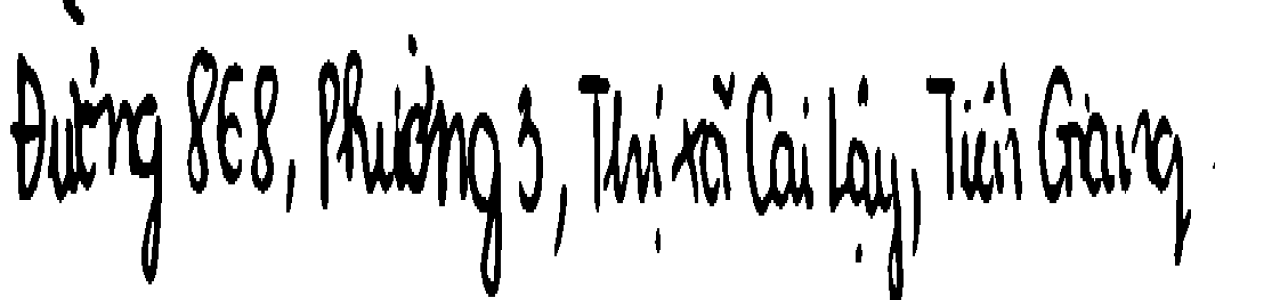 Đường 868, Phường 3, Thị xã Cai Lậy, Tiền Giang